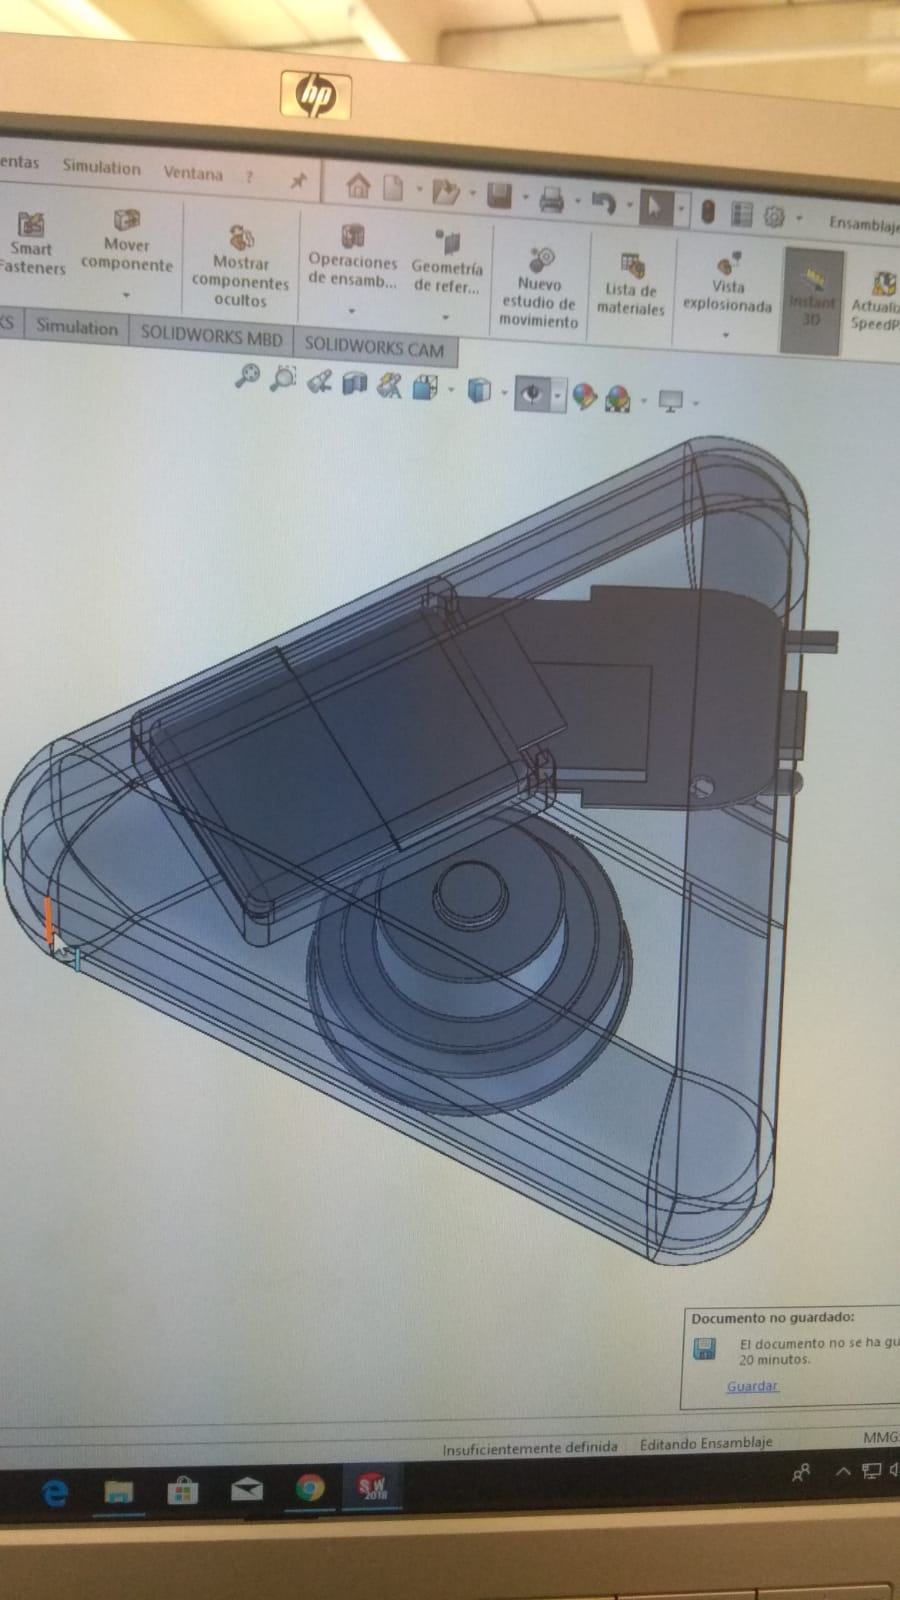 hp
entas Simulation Ventana ?
Ensamblaje
Smart
Fasteners
Mover
componente
Mostrar
componentes
ocultos
Operaciones
de ensamb...
Geometría
de refer...
Nuevo
estudio de
movimiento
Lista de
materiales
Vista
explosionada
Instant
3D
Actualiz
SpeedP
KS Simulation SOLIDWORKS MBD SOLIDWORKS CAM
Documento no guardado:
El documento no se ha gu
20 minutos.
Guardar
Insuficientemente definida Editando Ensamblaje MMG
SW
2018